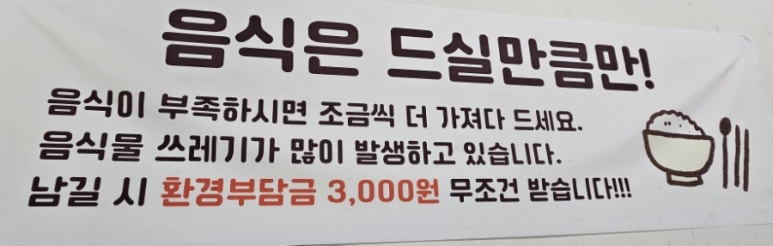 음식은 드실만큼만!
음식이 부족하시면 조금씩 더 가져다 드세요.
음식물 쓰레기가 많이 발생하고 있습니다.
남길 시 환경부담금 3,000원 무조건 받습니다!!!